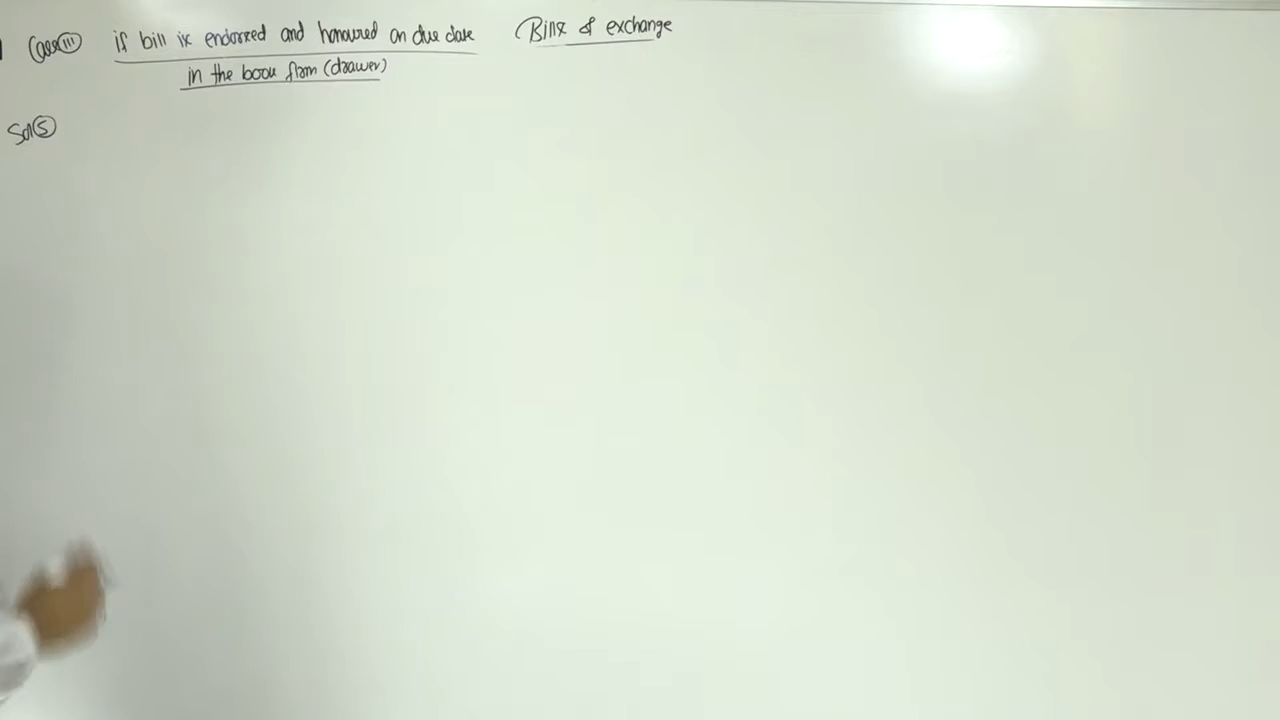 Case (iii) if bill is endorsed and honoured on due date Bills of exchange
in the book firm (drawer)
Sol (5)